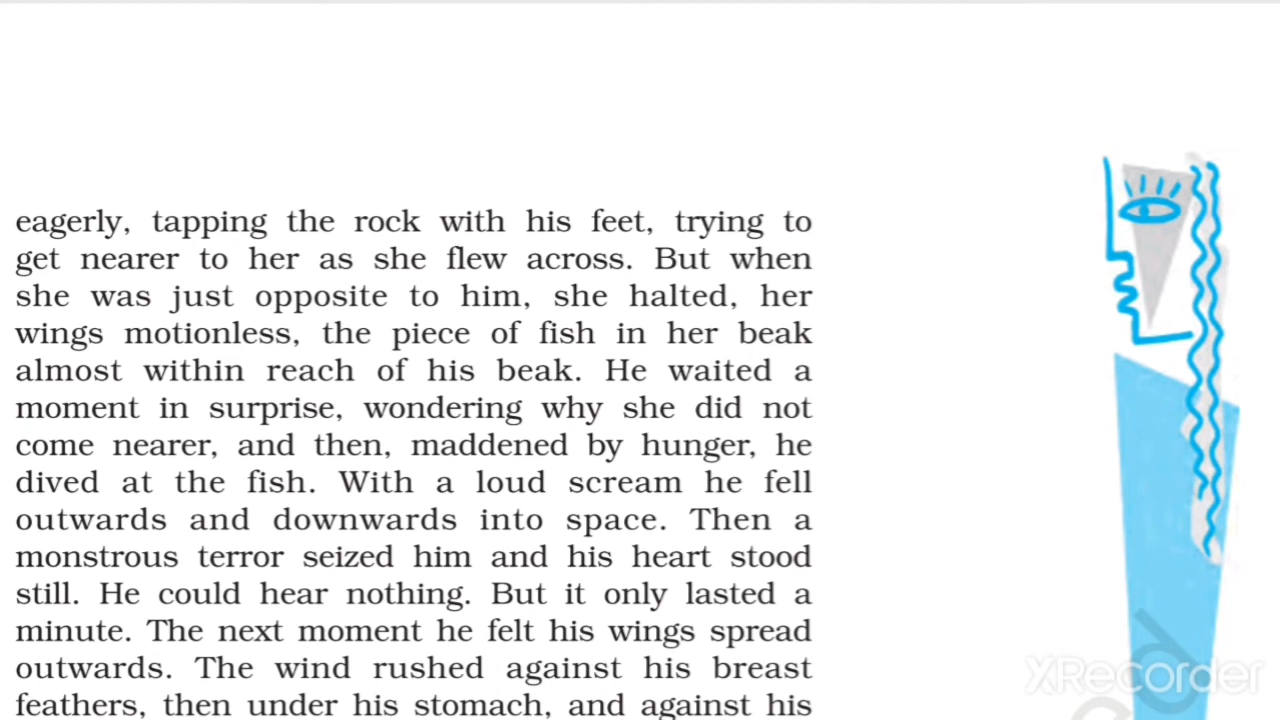 eagerly, tapping the rock with his feet, trying to
get nearer to her as she flew across. But when
she was just opposite to him, she halted, her
wings motionless, the piece of fish in her beak
almost within reach of his beak. He waited a
moment in surprise, wondering why she did not
come nearer, and then, maddened by hunger, he
dived at the fish. With a loud scream he fell
outwards and downwards into space. Then a
monstrous terror seized him and his heart stood
still. He could hear nothing. But it only lasted a
minute. The next moment he felt his wings spread
outwards. The wind rushed against his breast
feathers, then under his stomach, and against his
XRecorder